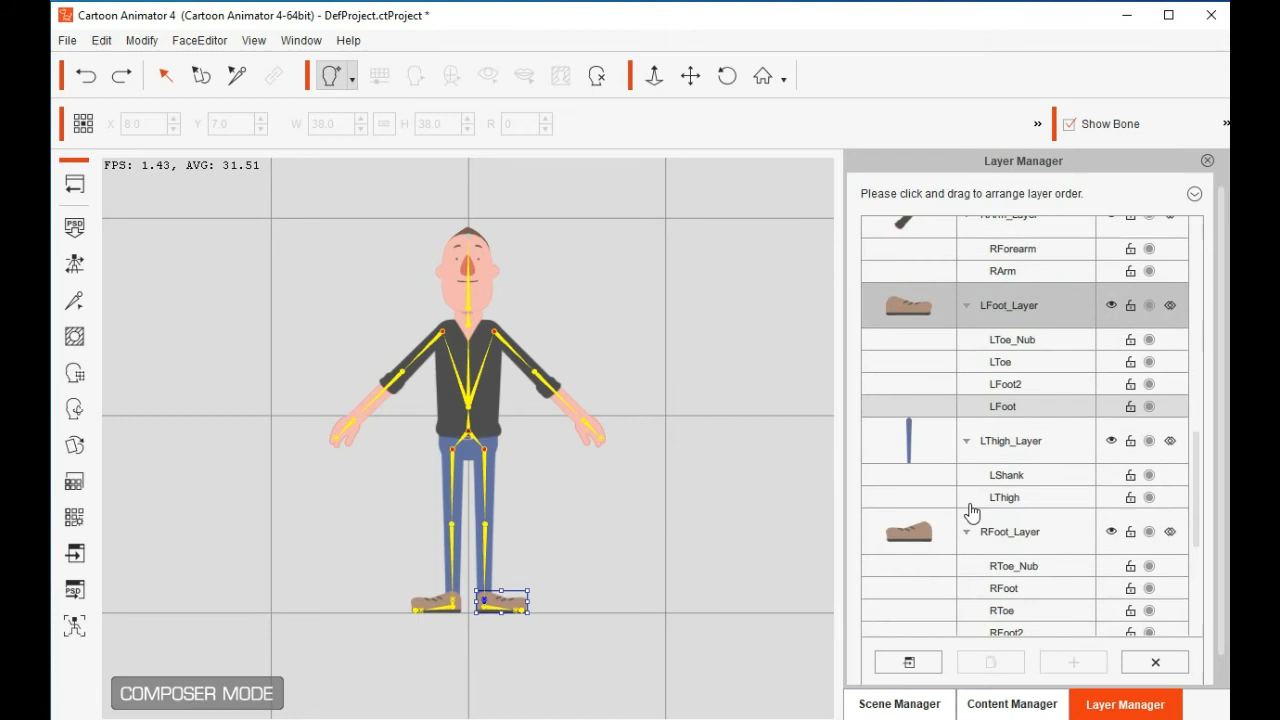 Cartoon Animator 4 (Cartoon Animator 4-64bit) - DefProject.ctProject *
File Edit Modify FaceEditor View Window Help
X 8.0 Y 7.0 W 38.0 H 38.0 R 0 » Show Bone »
FPS: 1.43, AVG: 31.51
PSD
PSD
COMPOSER MODE
Layer Manager
Please click and drag to arrange layer order.
RArm_Layer
RForearm
RArm
LFoot_Layer
LToe_Nub
LToe
LFoot2
LFoot
LThigh_Layer
LShank
LThigh
RFoot_Layer
RToe_Nub
RFoot
RToe
RFoot2
Scene Manager Content Manager Layer Manager